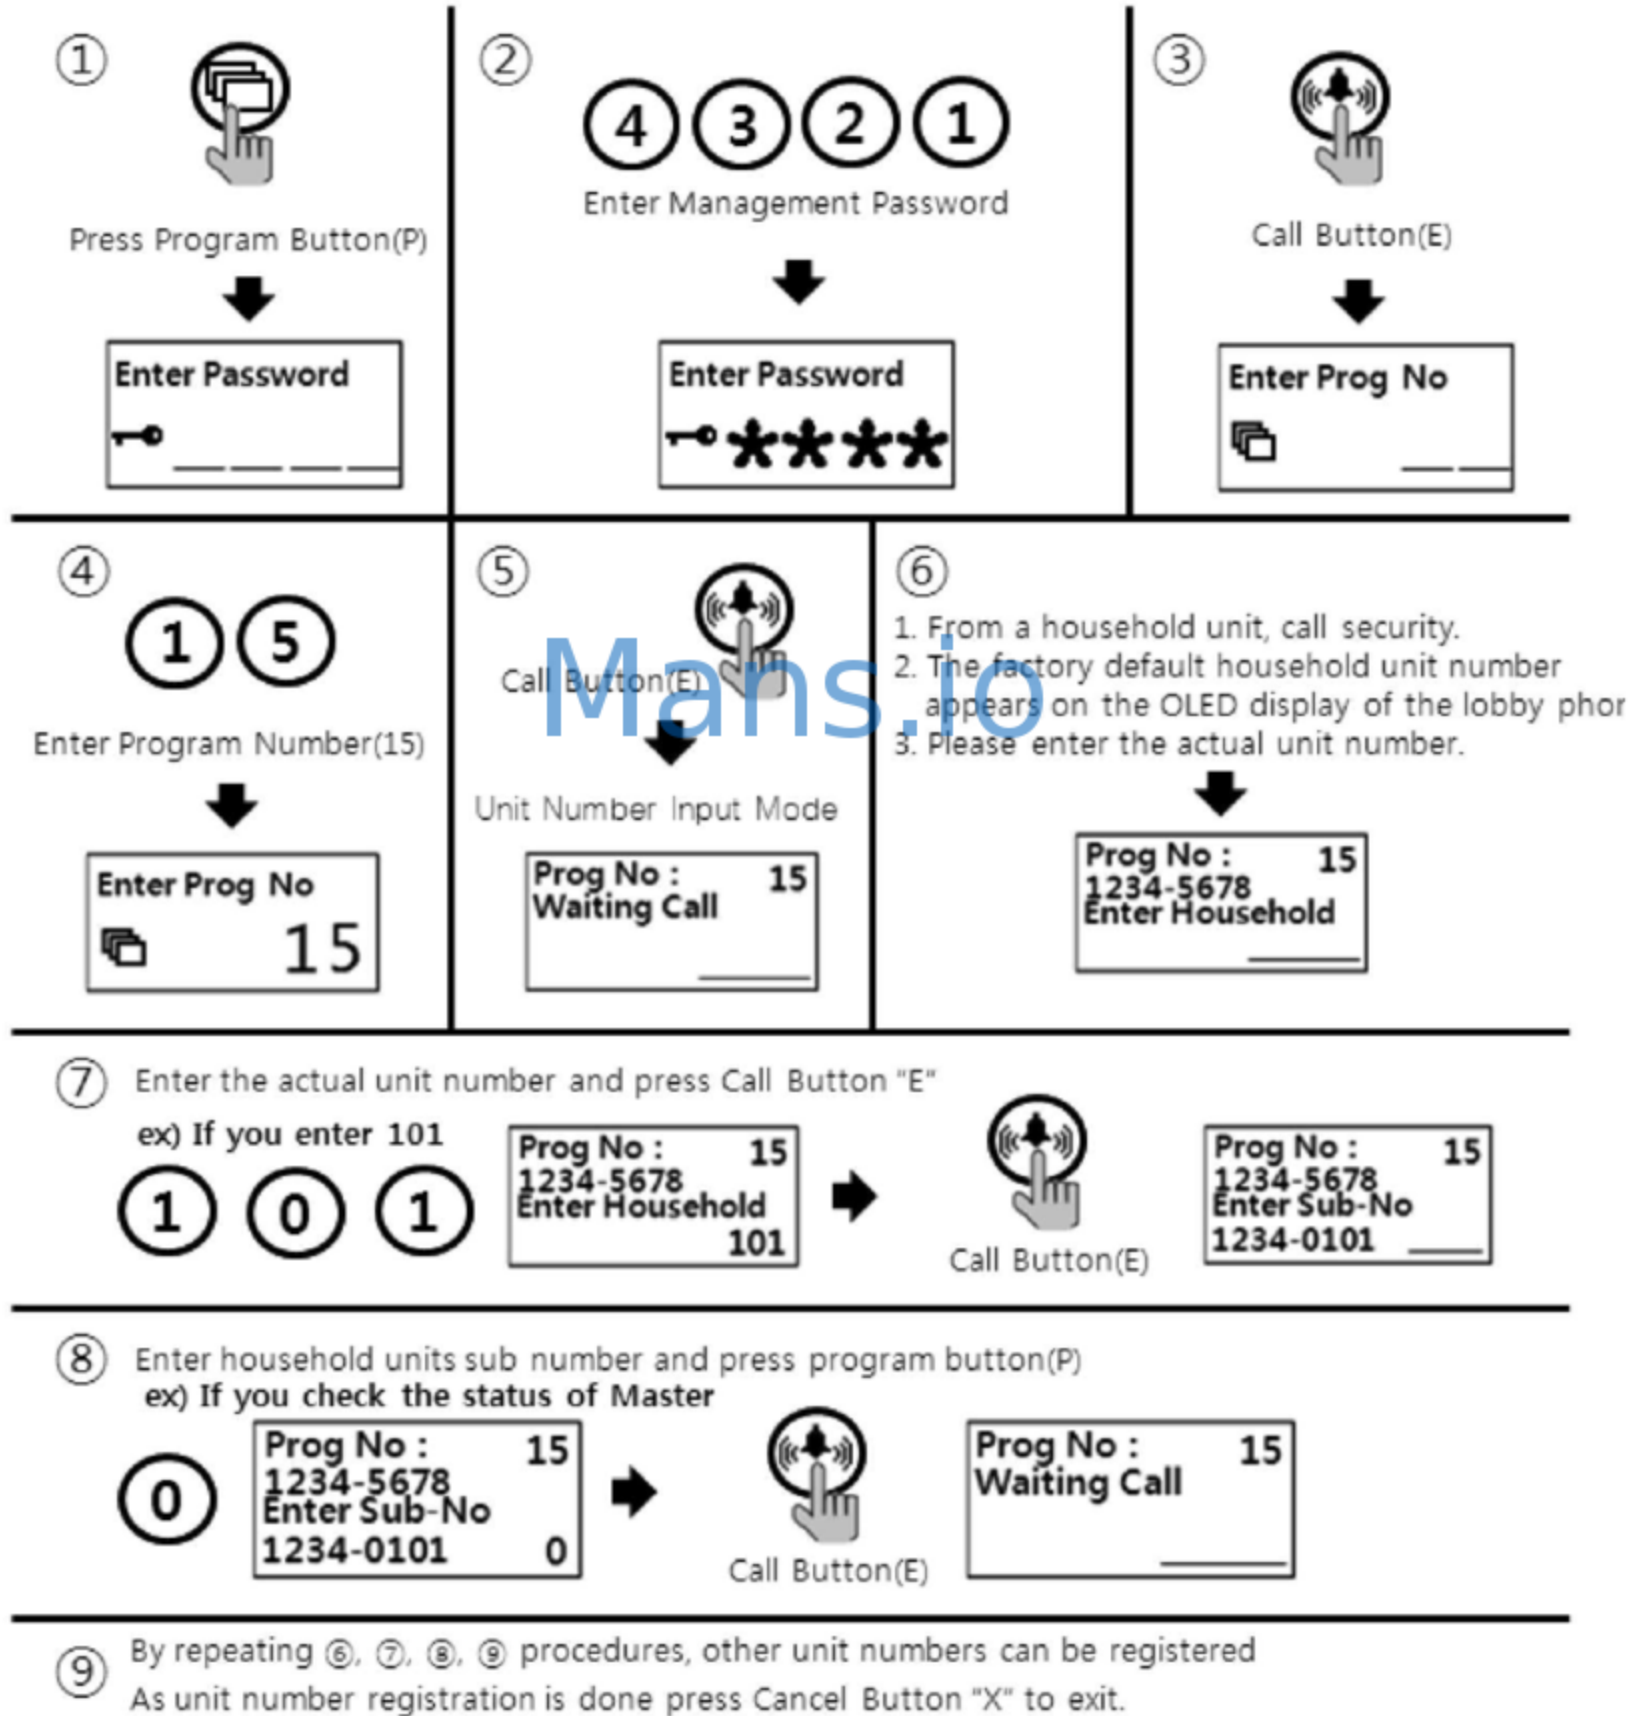 ①
Press Program Button(P)
Enter Password
②
4 3 2 1
Enter Management Password
Enter Password
③
Call Button(E)
Enter Prog No
④
1 5
Enter Program Number(15)
Enter Prog No
15
⑤
Call Button(E)
Unit Number Input Mode
Prog No : 15
Waiting Call
⑥
1. From a household unit, call security.
2. The factory default household unit number
appears on the OLED display of the lobby phor
3. Please enter the actual unit number.
Prog No : 15
1234-5678
Enter Household
Mans.io
⑦ Enter the actual unit number and press Call Button "E"
ex) If you enter 101
1 0 1
Prog No : 15
1234-5678
Enter Household
101
Call Button(E)
Prog No : 15
1234-5678
Enter Sub-No
1234-0101
⑧ Enter household units sub number and press program button(P)
ex) If you check the status of Master
0
Prog No : 15
1234-5678
Enter Sub-No
1234-0101 0
Call Button(E)
Prog No : 15
Waiting Call
⑨ By repeating ⑥, ⑦, ⑧, ⑨ procedures, other unit numbers can be registered
As unit number registration is done press Cancel Button "X" to exit.